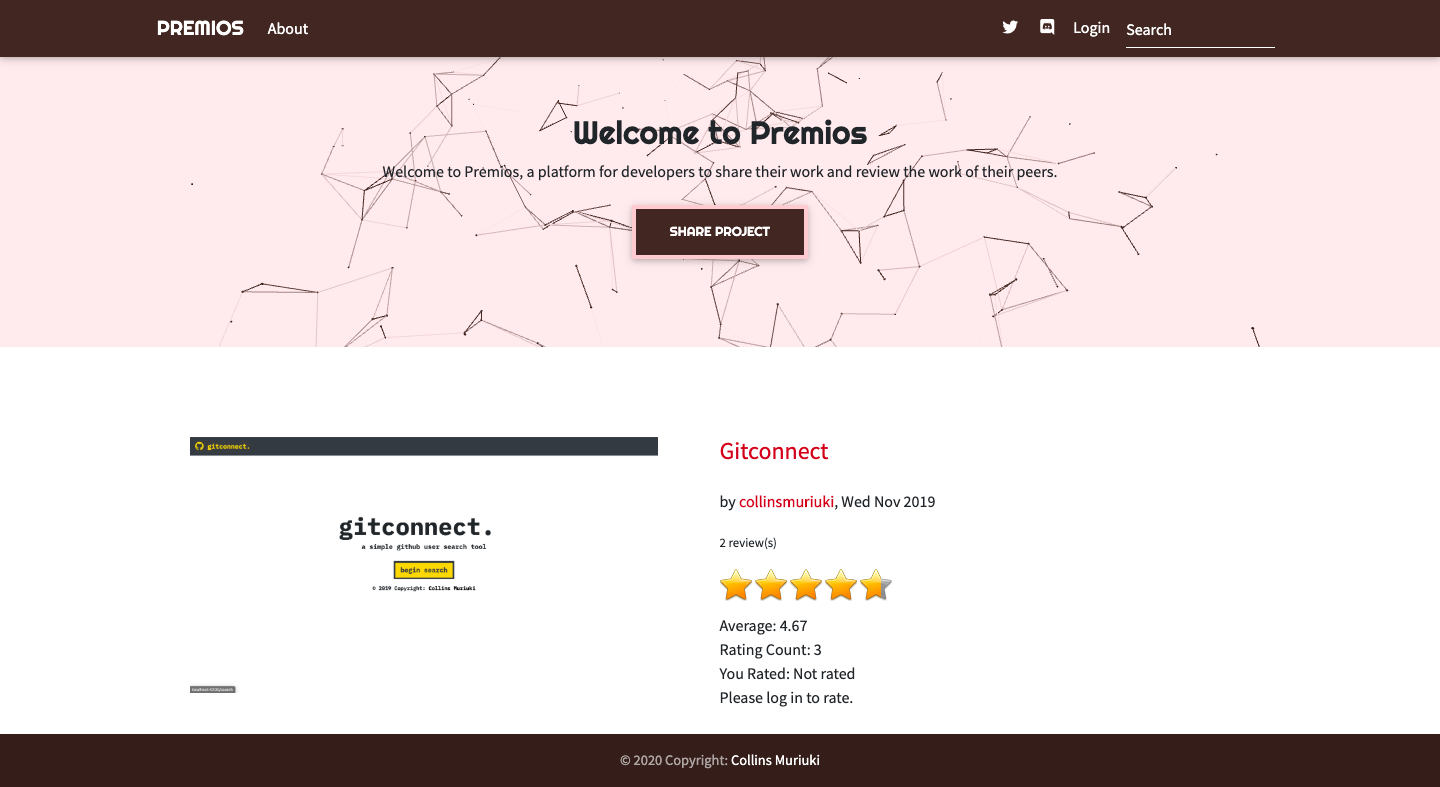 PREMIOS
About
Login
Search
Welcome to Premios
Welcome to Premios, a platform for developers to share their work and review the work of their peers.
SHARE PROJECT
gitconnect.
gitconnect.
a simple github user search tool
begin search
© 2019 Copyright: Collins Muriuki
Gitconnect
by collinsmuriuki, Wed Nov 2019
2 review(s)
Average: 4.67
Rating Count: 3
You Rated: Not rated
Please log in to rate.
© 2020 Copyright: Collins Muriuki